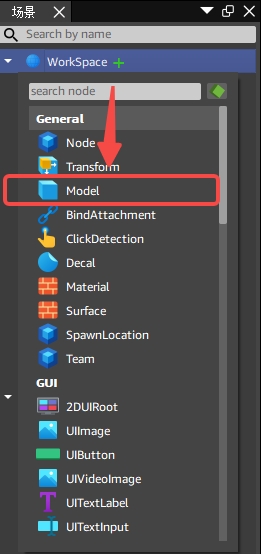 场景
Search by name
WorkSpace
search node
General
Node
Transform
Model
BindAttachment
ClickDetection
Decal
Material
Surface
SpawnLocation
Team
GUI
2DUIRoot
UIImage
UIButton
UIVideoImage
UITextLabel
UITextInput